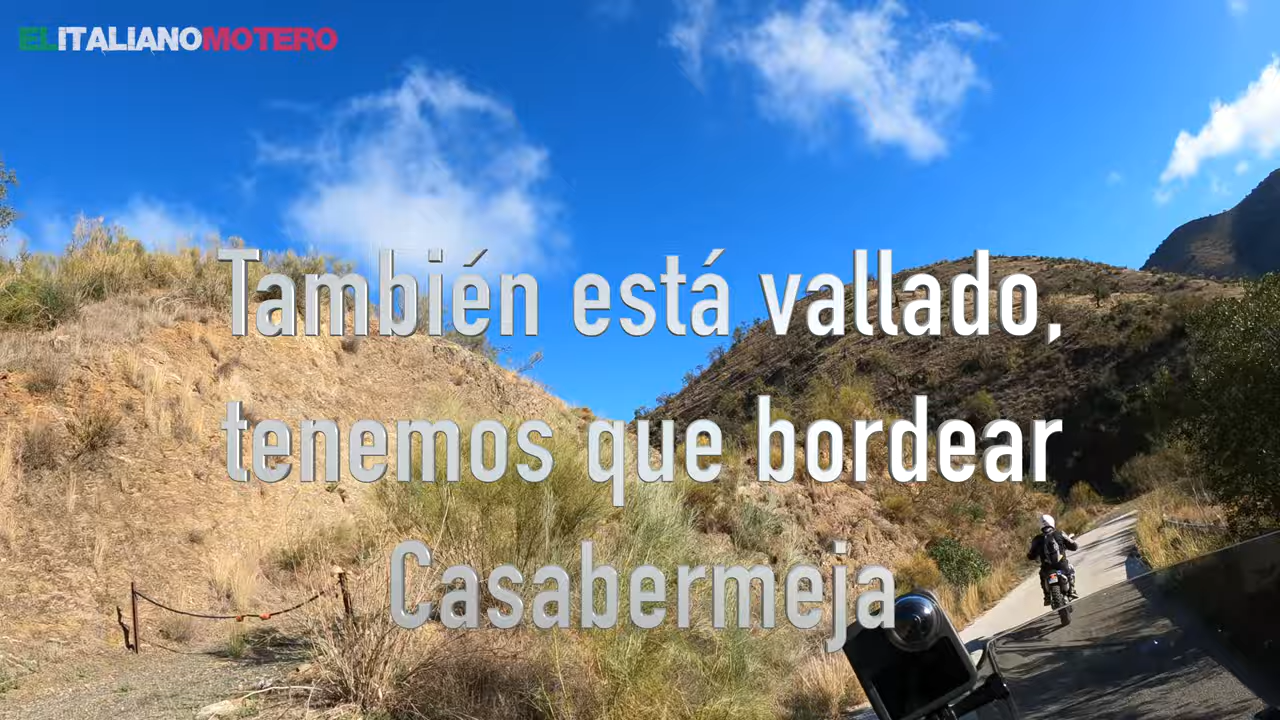 ELITALIANOMOTERO
También está vallado,
tenemos que bordear
Casabermeja